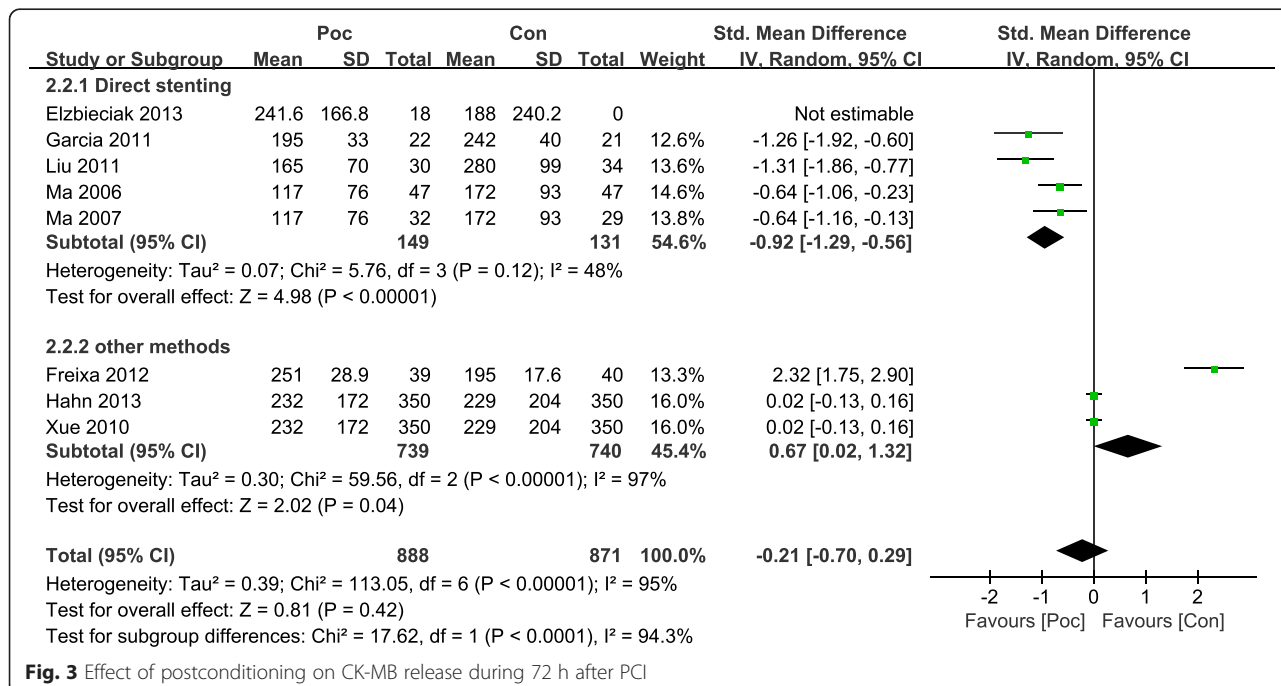 Poc Con Std. Mean Difference Std. Mean Difference
Study or Subgroup Mean SD Total Mean SD Total Weight IV, Random, 95% CI IV, Random, 95% CI
2.2.1 Direct stenting
Elzbieciak 2013 241.6 166.8 18 188 240.2 0 Not estimable
Garcia 2011 195 33 22 242 40 21 12.6% -1.26 [-1.92, -0.60]
Liu 2011 165 70 30 280 99 34 13.6% -1.31 [-1.86, -0.77]
Ma 2006 117 76 47 172 93 47 14.6% -0.64 [-1.06, -0.23]
Ma 2007 117 76 32 172 93 29 13.8% -0.64 [-1.16, -0.13]
Subtotal (95% CI) 149 131 54.6% -0.92 [-1.29, -0.56]
Heterogeneity: Tau² = 0.07; Chi² = 5.76, df = 3 (P = 0.12); I² = 48%
Test for overall effect: Z = 4.98 (P < 0.00001)
2.2.2 other methods
Freixa 2012 251 28.9 39 195 17.6 40 13.3% 2.32 [1.75, 2.90]
Hahn 2013 232 172 350 229 204 350 16.0% 0.02 [-0.13, 0.16]
Xue 2010 232 172 350 229 204 350 16.0% 0.02 [-0.13, 0.16]
Subtotal (95% CI) 739 740 45.4% 0.67 [0.02, 1.32]
Heterogeneity: Tau² = 0.30; Chi² = 59.56, df = 2 (P < 0.00001); I² = 97%
Test for overall effect: Z = 2.02 (P = 0.04)
Total (95% CI) 888 871 100.0% -0.21 [-0.70, 0.29]
Heterogeneity: Tau² = 0.39; Chi² = 113.05, df = 6 (P < 0.00001); I² = 95%
Test for overall effect: Z = 0.81 (P = 0.42)
Test for subgroup differences: Chi² = 17.62, df = 1 (P < 0.0001), I² = 94.3%
-2 -1 0 1 2
Favours [Poc] Favours [Con]
Fig. 3 Effect of postconditioning on CK-MB release during 72 h after PCI